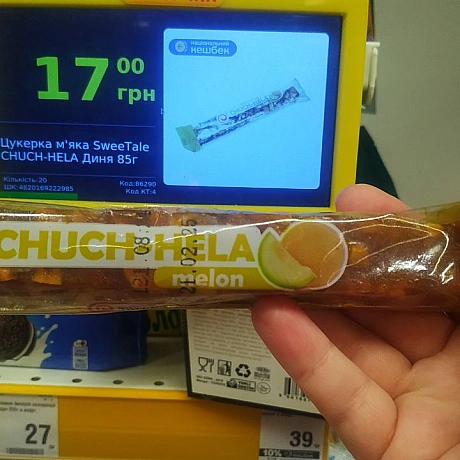 національний
кешбек
17 00
грн
Цукерка м'яка SweeTale
CHUCH-HELA Диня 85г
Кількість:20
ШК:4820169222985
Код:86290
Код КТ:4
CHUCH-HELA
melon
21.02.25
27
39
10%